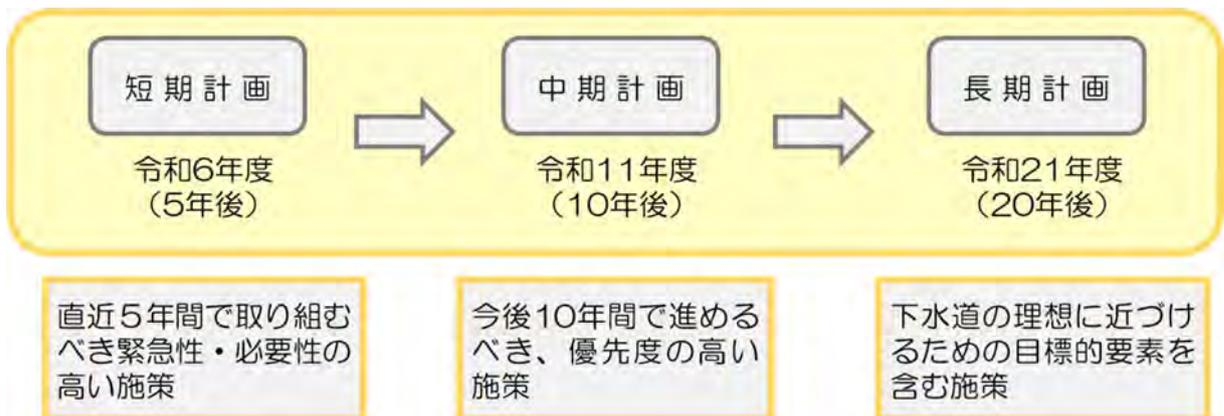 短期計画
中期計画
長期計画
令和6年度
(5年後)
令和11年度
(10年後)
令和21年度
(20年後)
直近5年間で取り組む
べき緊急性・必要性の
高い施策
今後10年間で進める
べき、優先度の高い
施策
下水道の理想に近づけ
るための目標的要素を
含む施策